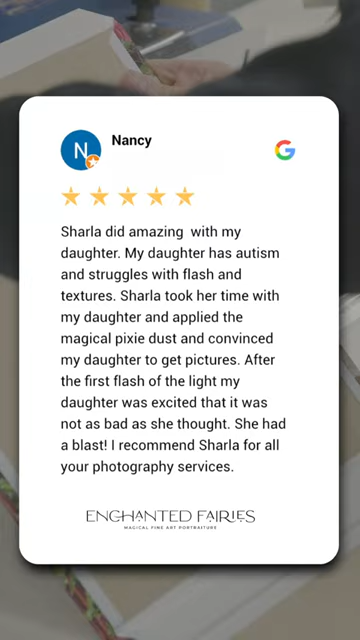 N
Nancy
G
Sharla did amazing with my
daughter. My daughter has autism
and struggles with flash and
textures. Sharla took her time with
my daughter and applied the
magical pixie dust and convinced
my daughter to get pictures. After
the first flash of the light my
daughter was excited that it was
not as bad as she thought. She had
a blast! I recommend Sharla for all
your photography services.
ENCHANTED FAIRIES
MAGICAL FINE ART PORTRAITURE